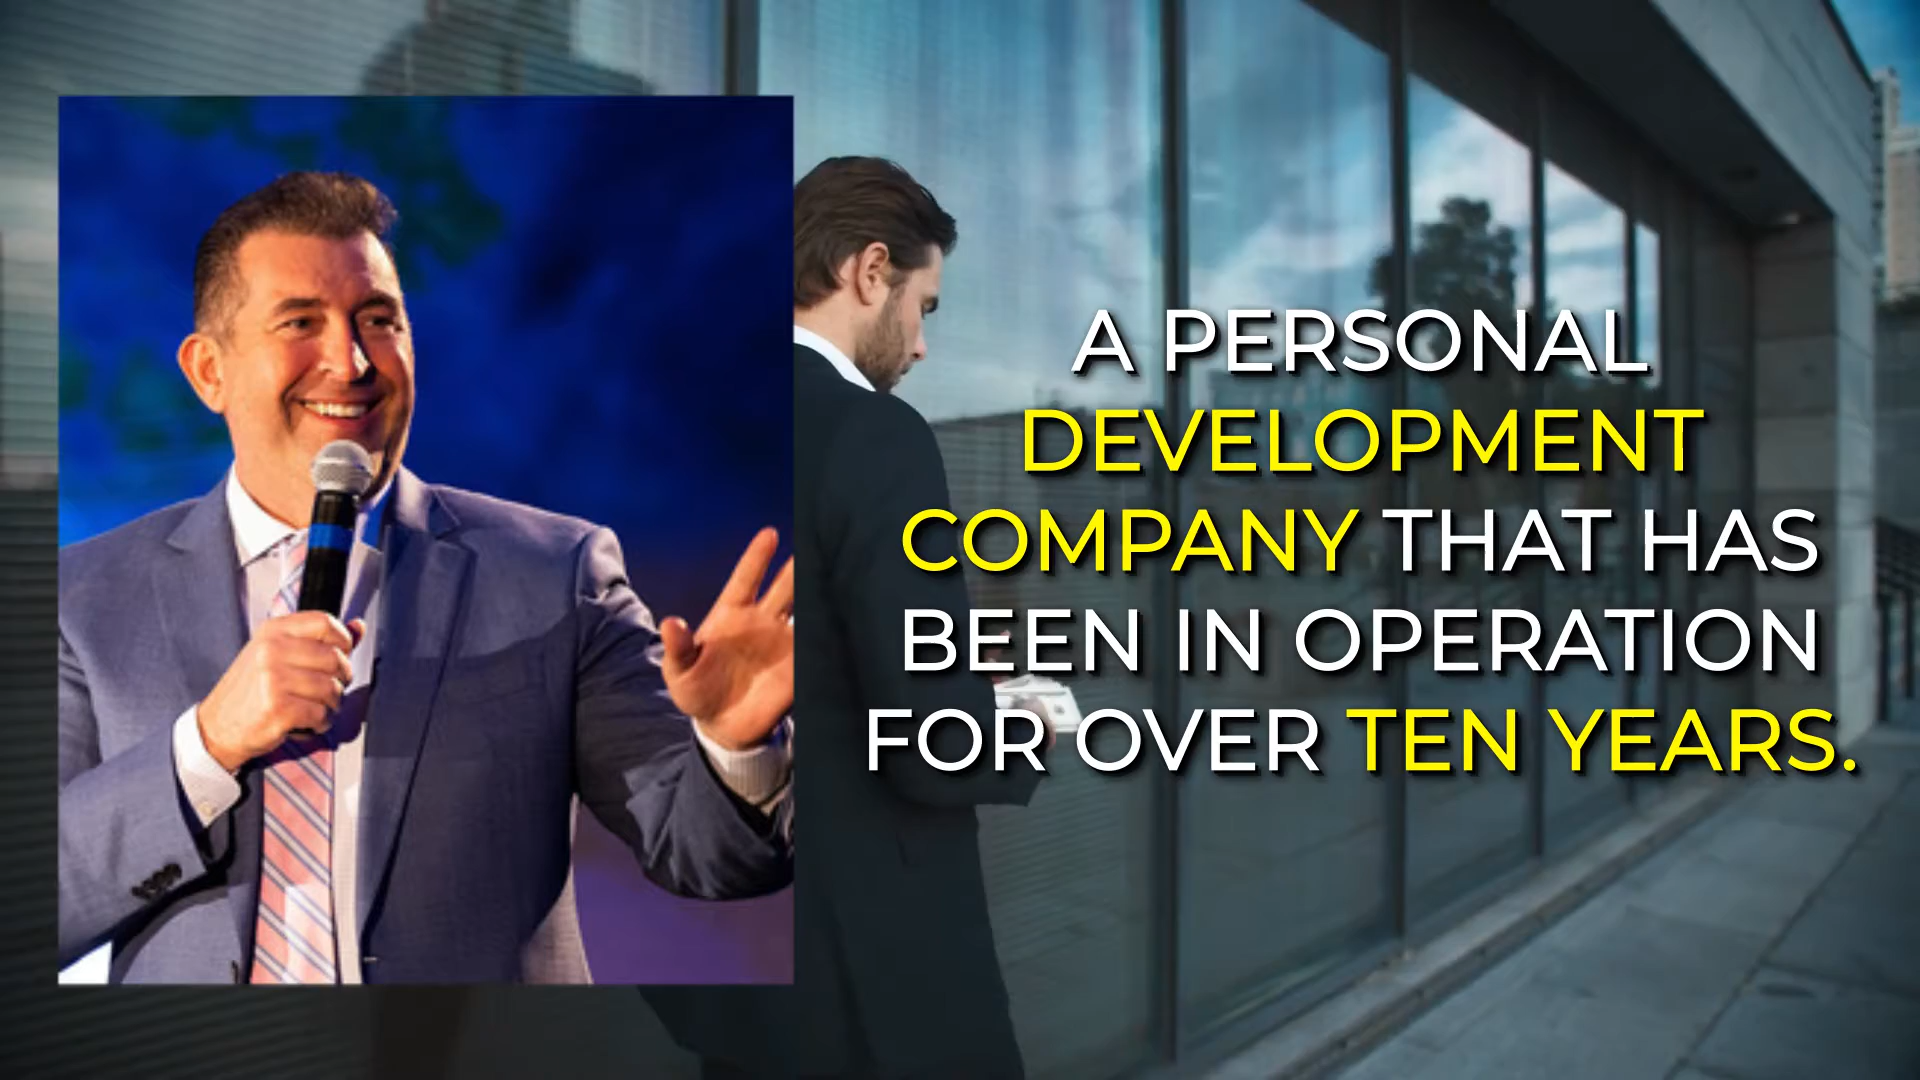 A PERSONAL
DEVELOPMENT
COMPANY THAT HAS
BEEN IN OPERATION
FOR OVER TEN YEARS.